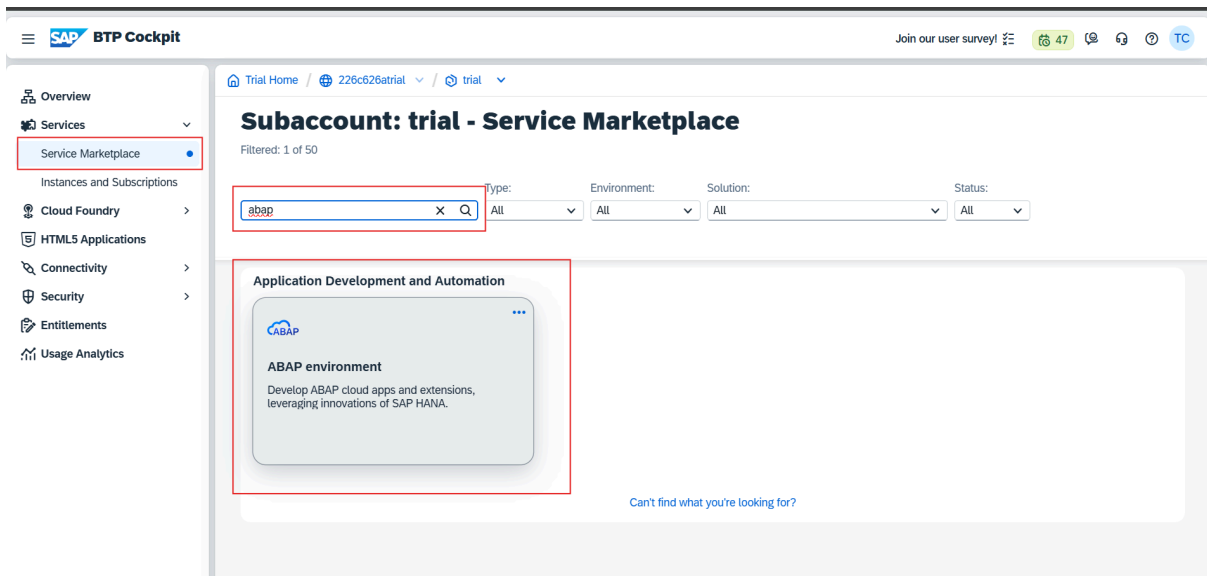 SAP BTP Cockpit
Join our user survey!
47
TC
Trial Home / 226c626atrial / trial
Overview
Services
Service Marketplace
Instances and Subscriptions
Cloud Foundry
HTML5 Applications
Connectivity
Security
Entitlements
Usage Analytics
Subaccount: trial - Service Marketplace
Filtered: 1 of 50
Type: Environment: Solution: Status:
abap All All All All
Application Development and Automation
ABAP
ABAP environment
Develop ABAP cloud apps and extensions,
leveraging innovations of SAP HANA.
Can't find what you're looking for?